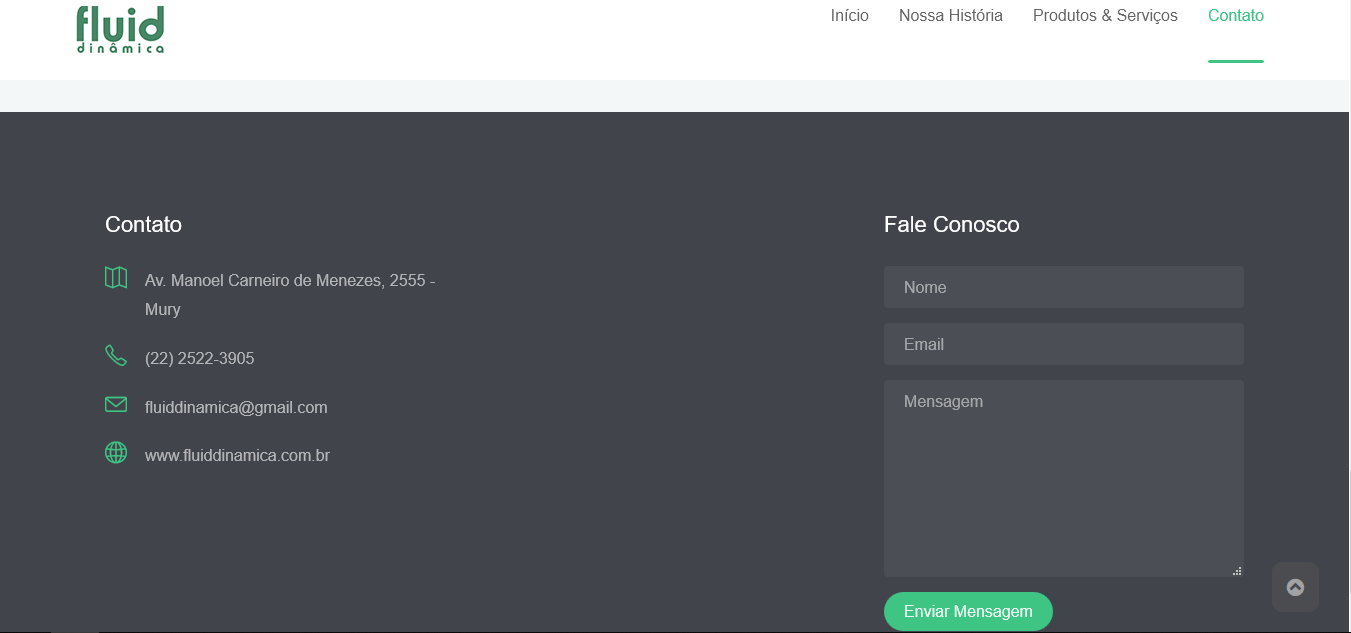 fluid
dinâmica
Início Nossa História Produtos & Serviços Contato
Contato
Av. Manoel Carneiro de Menezes, 2555 -
Mury
(22) 2522-3905
fluiddinamica@gmail.com
www.fluiddinamica.com.br
Fale Conosco
Nome
Email
Mensagem
Enviar Mensagem